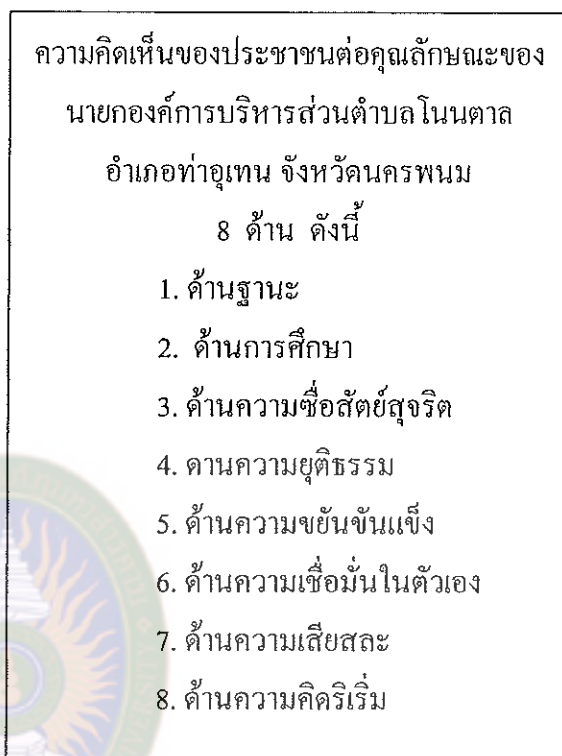 ความคิดเห็นของประชาชนต่อคุณลักษณะของ
นายกองค์การบริหารส่วนตำบลโนนตาล
อำเภอท่าอุเทน จังหวัดนครพนม
8 ด้าน ดังนี้
1. ด้านฐานะ
2. ด้านการศึกษา
3. ด้านความซื่อสัตย์สุจริต
4. ดานความยุติธรรม
5. ด้านความขยันขันแข็ง
6. ด้านความเชื่อมั่นในตัวเอง
7. ด้านความเสียสละ
8. ด้านความคิดริเริ่ม